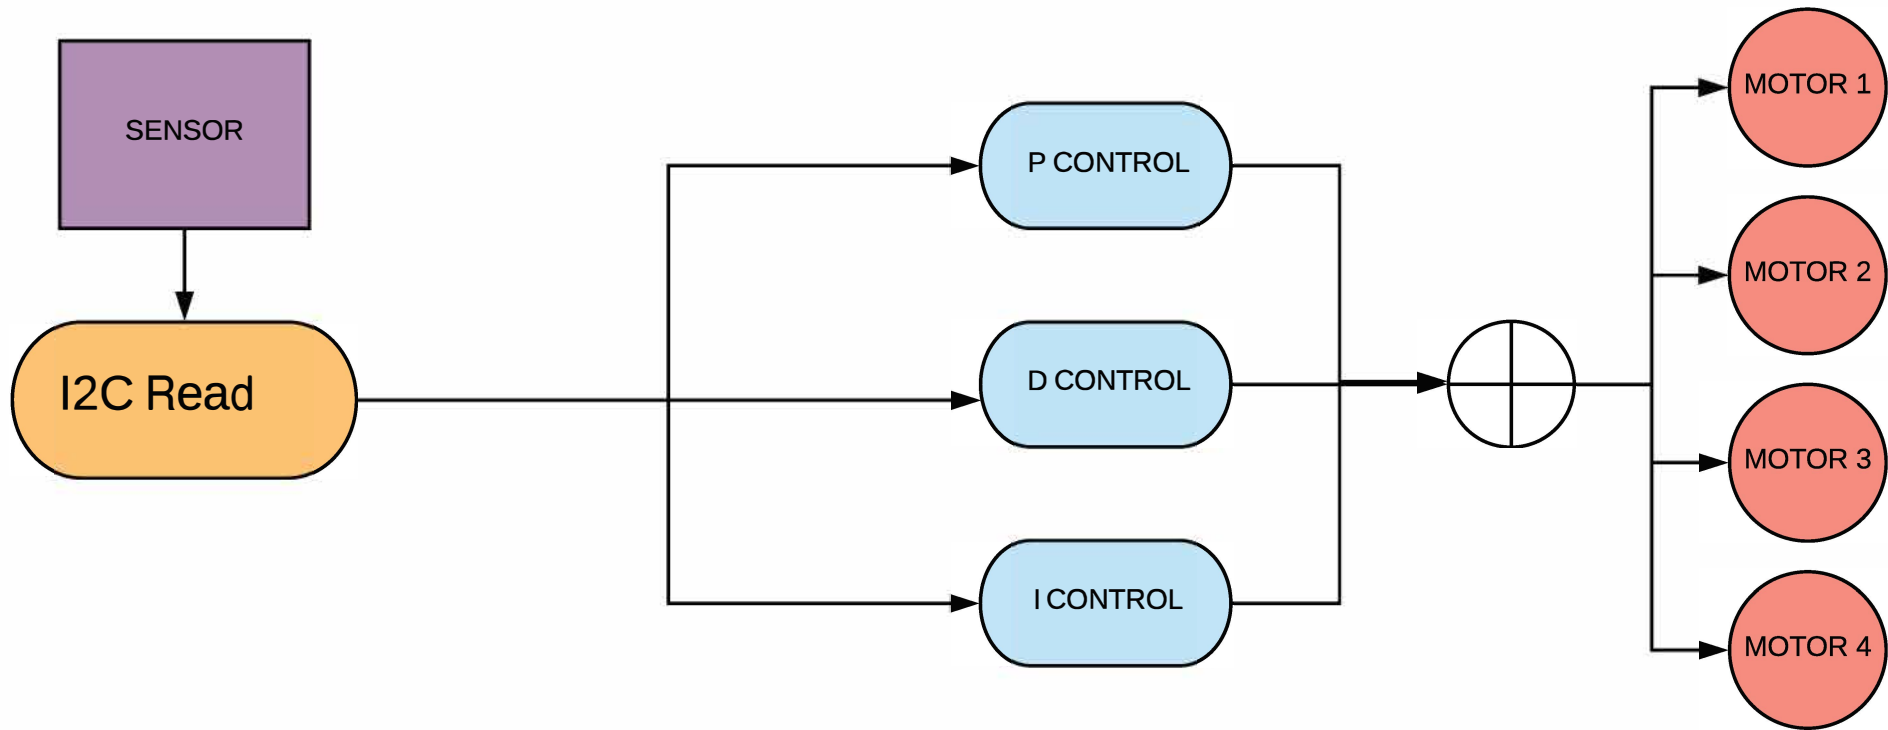 SENSOR
I2C Read
P CONTROL
D CONTROL
I CONTROL
MOTOR 1
MOTOR 2
MOTOR 3
MOTOR 4